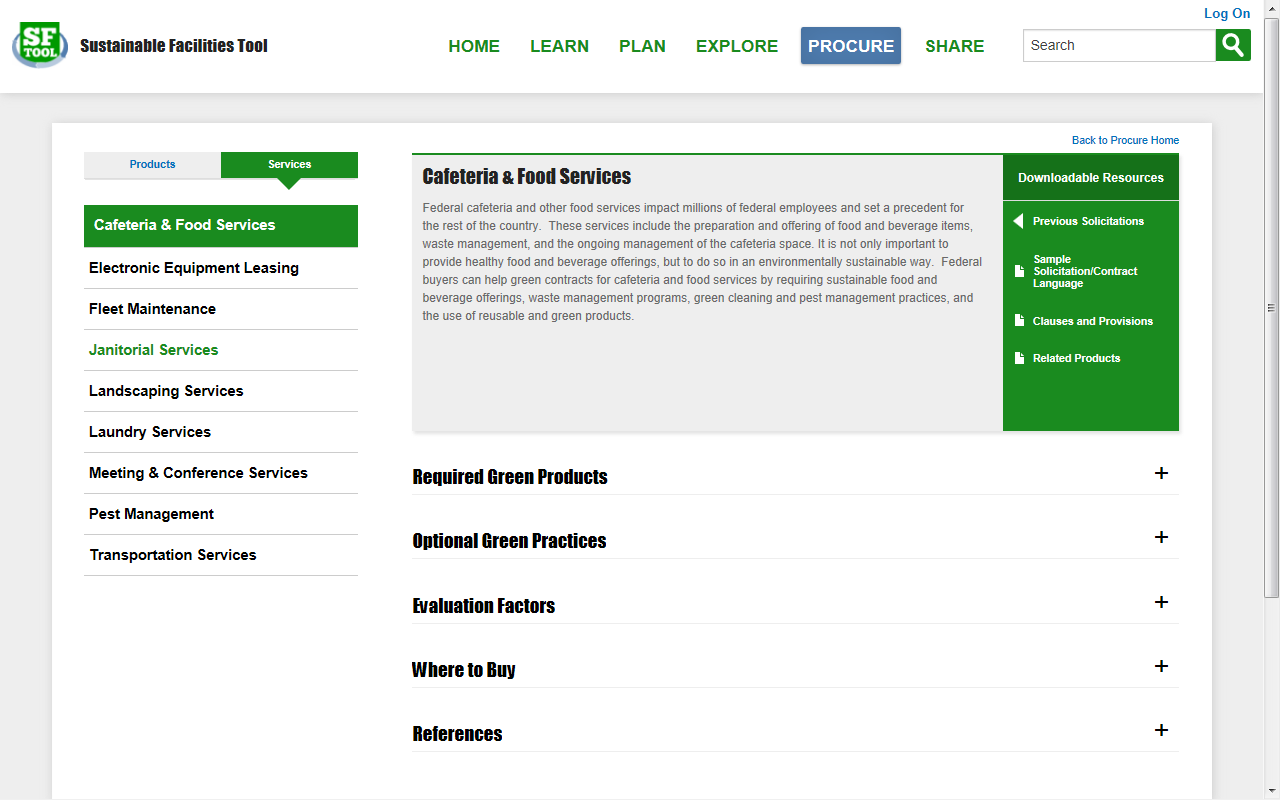 Log On
SF TOOL
Sustainable Facilities Tool
HOME LEARN PLAN EXPLORE PROCURE SHARE
Search
Back to Procure Home
Products Services
Cafeteria & Food Services
Electronic Equipment Leasing
Fleet Maintenance
Janitorial Services
Landscaping Services
Laundry Services
Meeting & Conference Services
Pest Management
Transportation Services
Cafeteria & Food Services
Federal cafeteria and other food services impact millions of federal employees and set a precedent for
the rest of the country.  These services include the preparation and offering of food and beverage items,
waste management, and the ongoing management of the cafeteria space. It is not only important to
provide healthy food and beverage offerings, but to do so in an environmentally sustainable way.  Federal
buyers can help green contracts for cafeteria and food services by requiring sustainable food and
beverage offerings, waste management programs, green cleaning and pest management practices, and
the use of reusable and green products.
Downloadable Resources
Previous Solicitations
Sample
Solicitation/Contract
Language
Clauses and Provisions
Related Products
Required Green Products +
Optional Green Practices +
Evaluation Factors +
Where to Buy +
References +